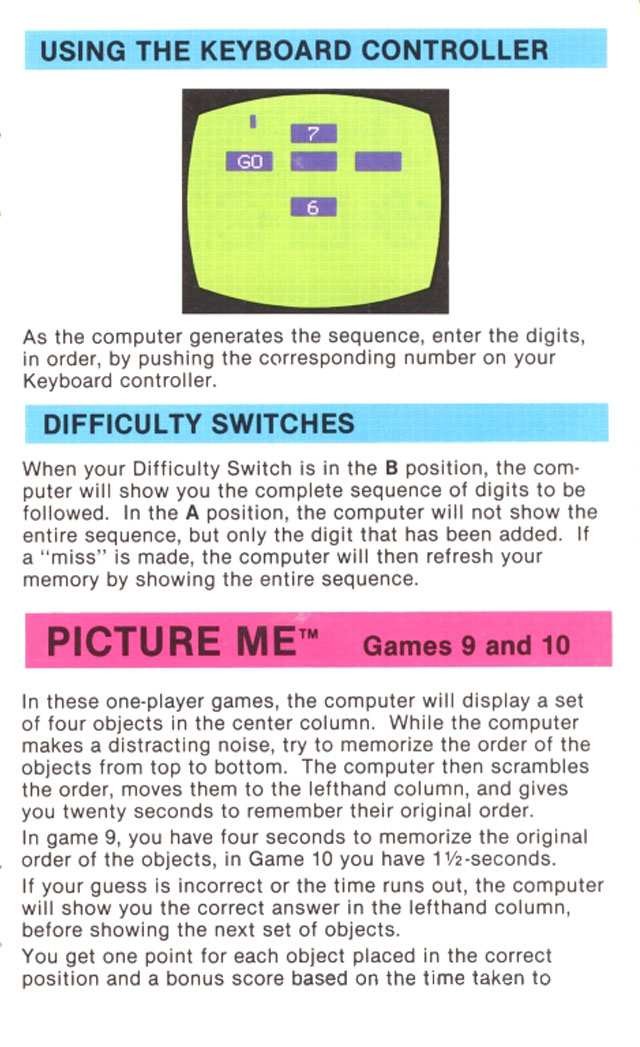 USING THE KEYBOARD CONTROLLER
7
GO
6
As the computer generates the sequence, enter the digits,
in order, by pushing the corresponding number on your
Keyboard controller.
DIFFICULTY SWITCHES
When your Difficulty Switch is in the B position, the com-
puter will show you the complete sequence of digits to be
followed. In the A position, the computer will not show the
entire sequence, but only the digit that has been added. If
a "miss" is made, the computer will then refresh your
memory by showing the entire sequence.
PICTURE ME™ Games 9 and 10
In these one-player games, the computer will display a set
of four objects in the center column. While the computer
makes a distracting noise, try to memorize the order of the
objects from top to bottom. The computer then scrambles
the order, moves them to the lefthand column, and gives
you twenty seconds to remember their original order.
In game 9, you have four seconds to memorize the original
order of the objects, in Game 10 you have 1½-seconds.
If your guess is incorrect or the time runs out, the computer
will show you the correct answer in the lefthand column,
before showing the next set of objects.
You get one point for each object placed in the correct
position and a bonus score based on the time taken to